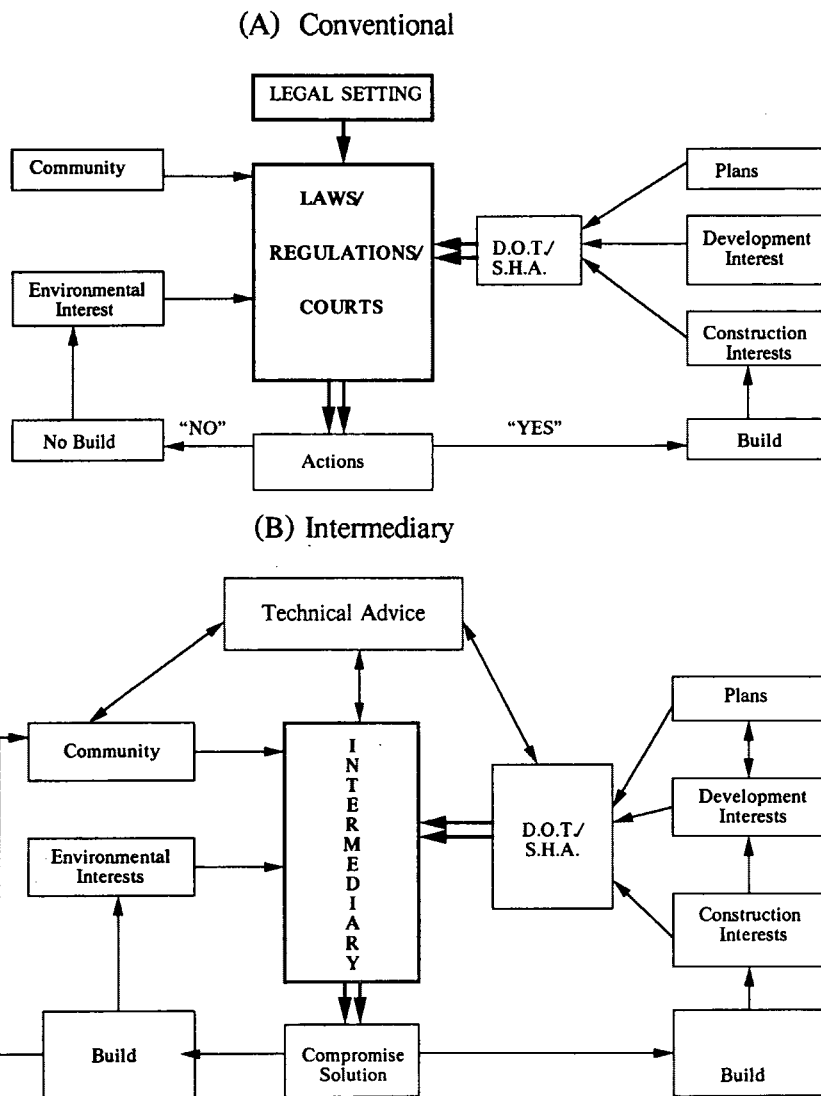 (A) Conventional
LEGAL SETTING
Community
LAWS/
REGULATIONS/
COURTS
D.O.T./
S.H.A.
Plans
Development
Interest
Environmental
Interest
Construction
Interests
No Build
"NO"
Actions
"YES"
Build
(B) Intermediary
Technical Advice
Community
INTERMEDIARY
D.O.T./
S.H.A.
Plans
Development
Interests
Environmental
Interests
Construction
Interests
Build
Compromise
Solution
Build